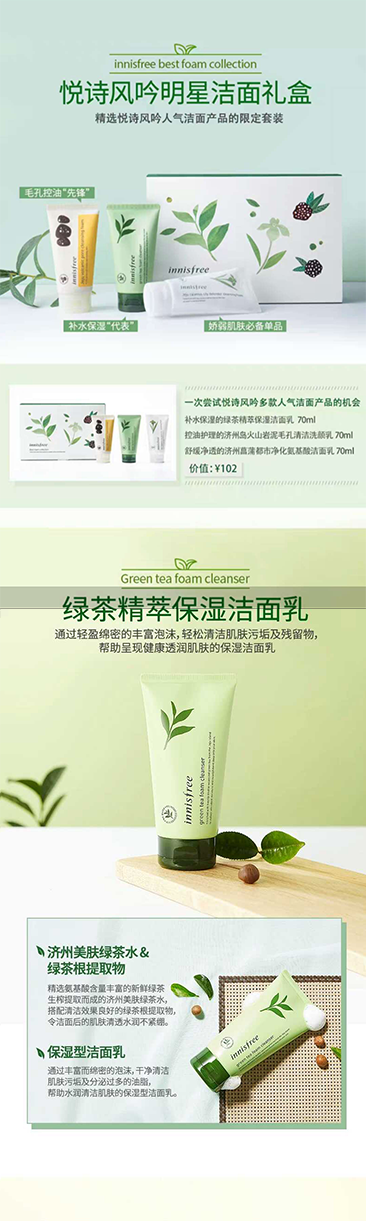 innisfree best foam collection
悦诗风吟明星洁面礼盒
精选悦诗风吟人气洁面产品的限定套装
毛孔控油“先锋”
innisfree
补水保湿“代表”
娇弱肌肤必备单品
一次尝试悦诗风吟多款人气洁面产品的机会
补水保湿的绿茶精萃保湿洁面乳 70ml
控油护理的济州岛火山岩泥毛孔清洁洗颜乳 70ml
舒缓净透的济州菖蒲都市净化氨基酸洁面乳 70ml
价值:¥102
Green tea foam cleanser
绿茶精萃保湿洁面乳
通过轻盈绵密的丰富泡沫,轻松清洁肌肤污垢及残留物,
帮助呈现健康透润肌肤的保湿洁面乳
innisfree
green tea foam cleanser
济州美肤绿茶水&
绿茶根提取物
精选氨基酸含量丰富的新鲜绿茶
生榨提取而成的济州美肤绿茶水,
搭配清洁效果良好的绿茶根提取物,
令洁面后的肌肤清透水润不紧绷。
保湿型洁面乳
通过丰富而绵密的泡沫,干净清洁
肌肤污垢及分泌过多的油脂,
帮助水润清洁肌肤的保湿型洁面乳。
innisfree
green tea foam cleanser